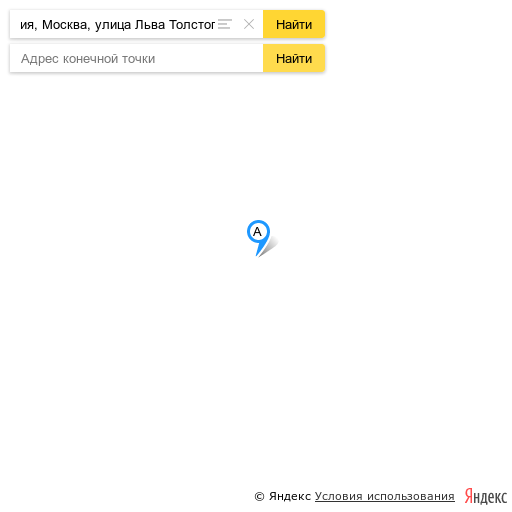 ия, Москва, улица Льва Толстог
Найти
Адрес конечной точки
Найти
А
© Яндекс Условия использования Яндекс